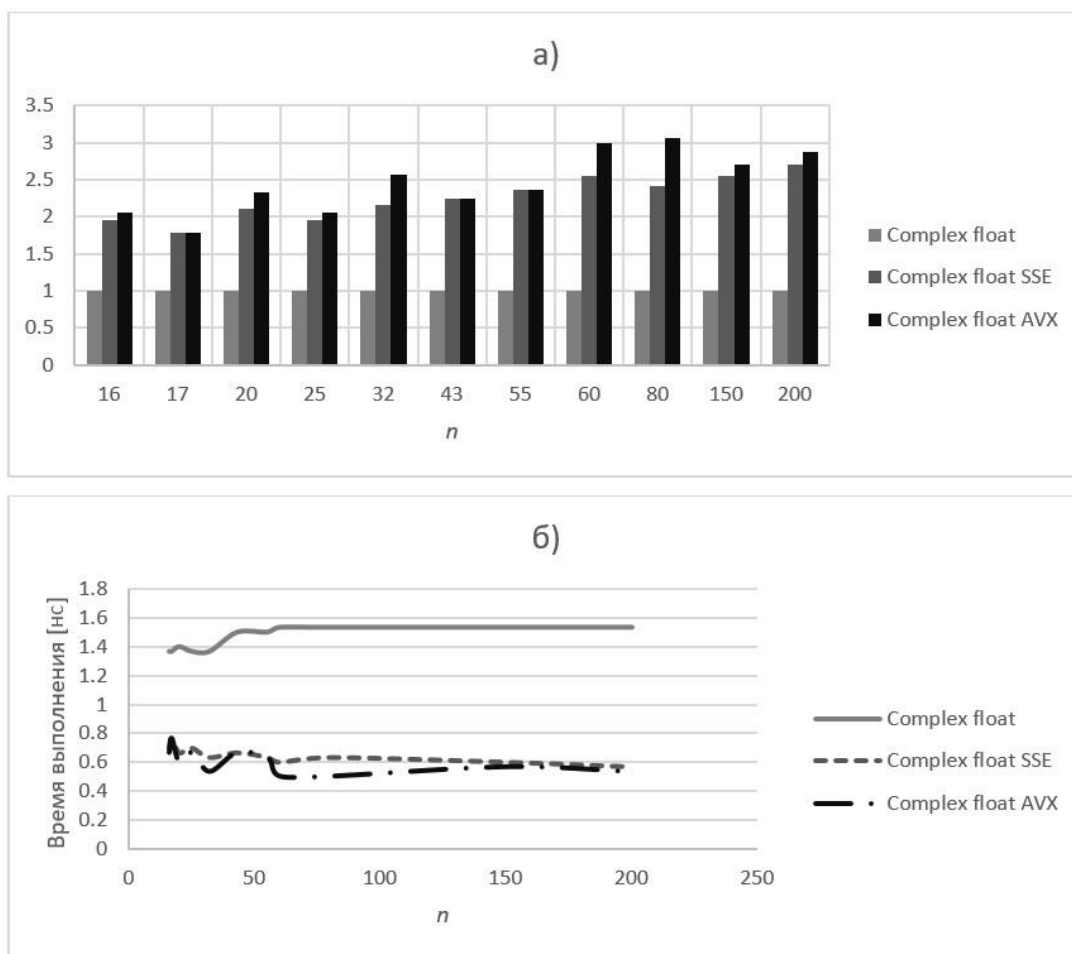 а)
3.5
3
2.5
2
1.5
1
0.5
0
16 17 20 25 32 43 55 60 80 150 200
n
Complex float
Complex float SSE
Complex float AVX
б)
Время выполнения [нс]
1.8
1.6
1.4
1.2
1
0.8
0.6
0.4
0.2
0
0 50 100 150 200 250
n
Complex float
Complex float SSE
Complex float AVX